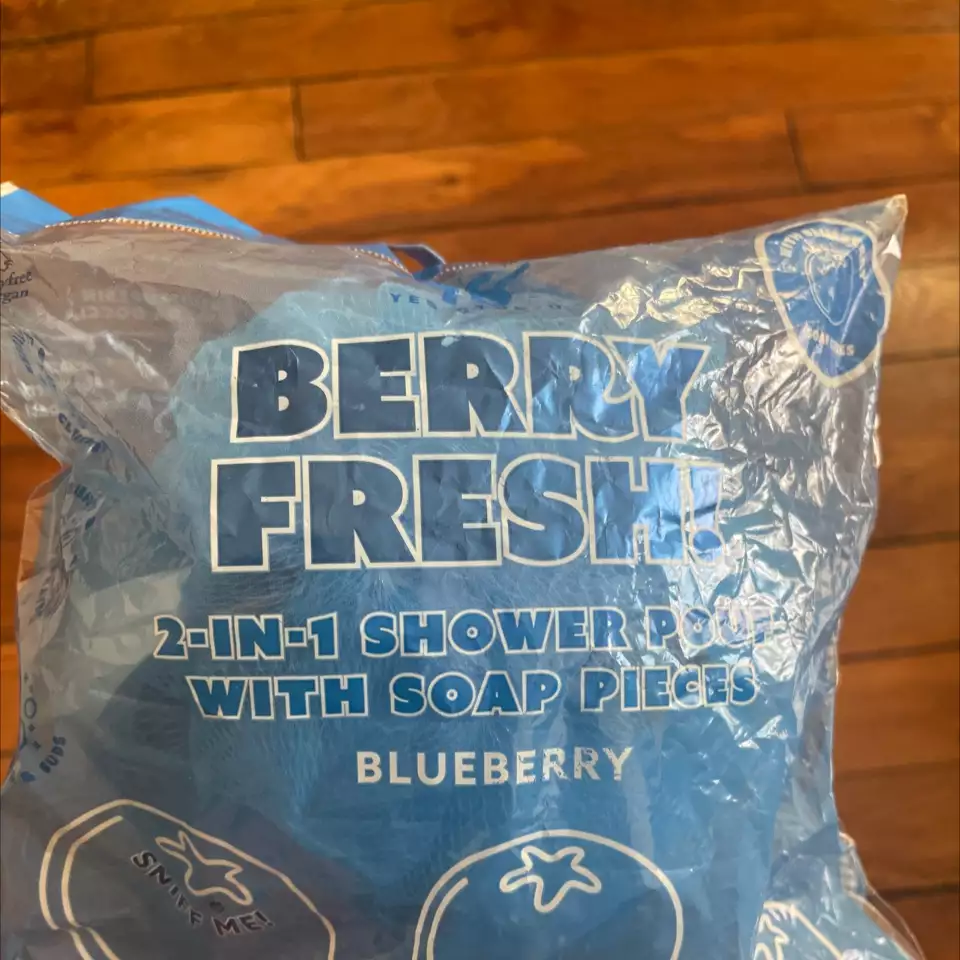 BERRY
FRESH!
2-IN-1 SHOWER POUF
WITH SOAP PIECES
BLUEBERRY
SNIFF ME!